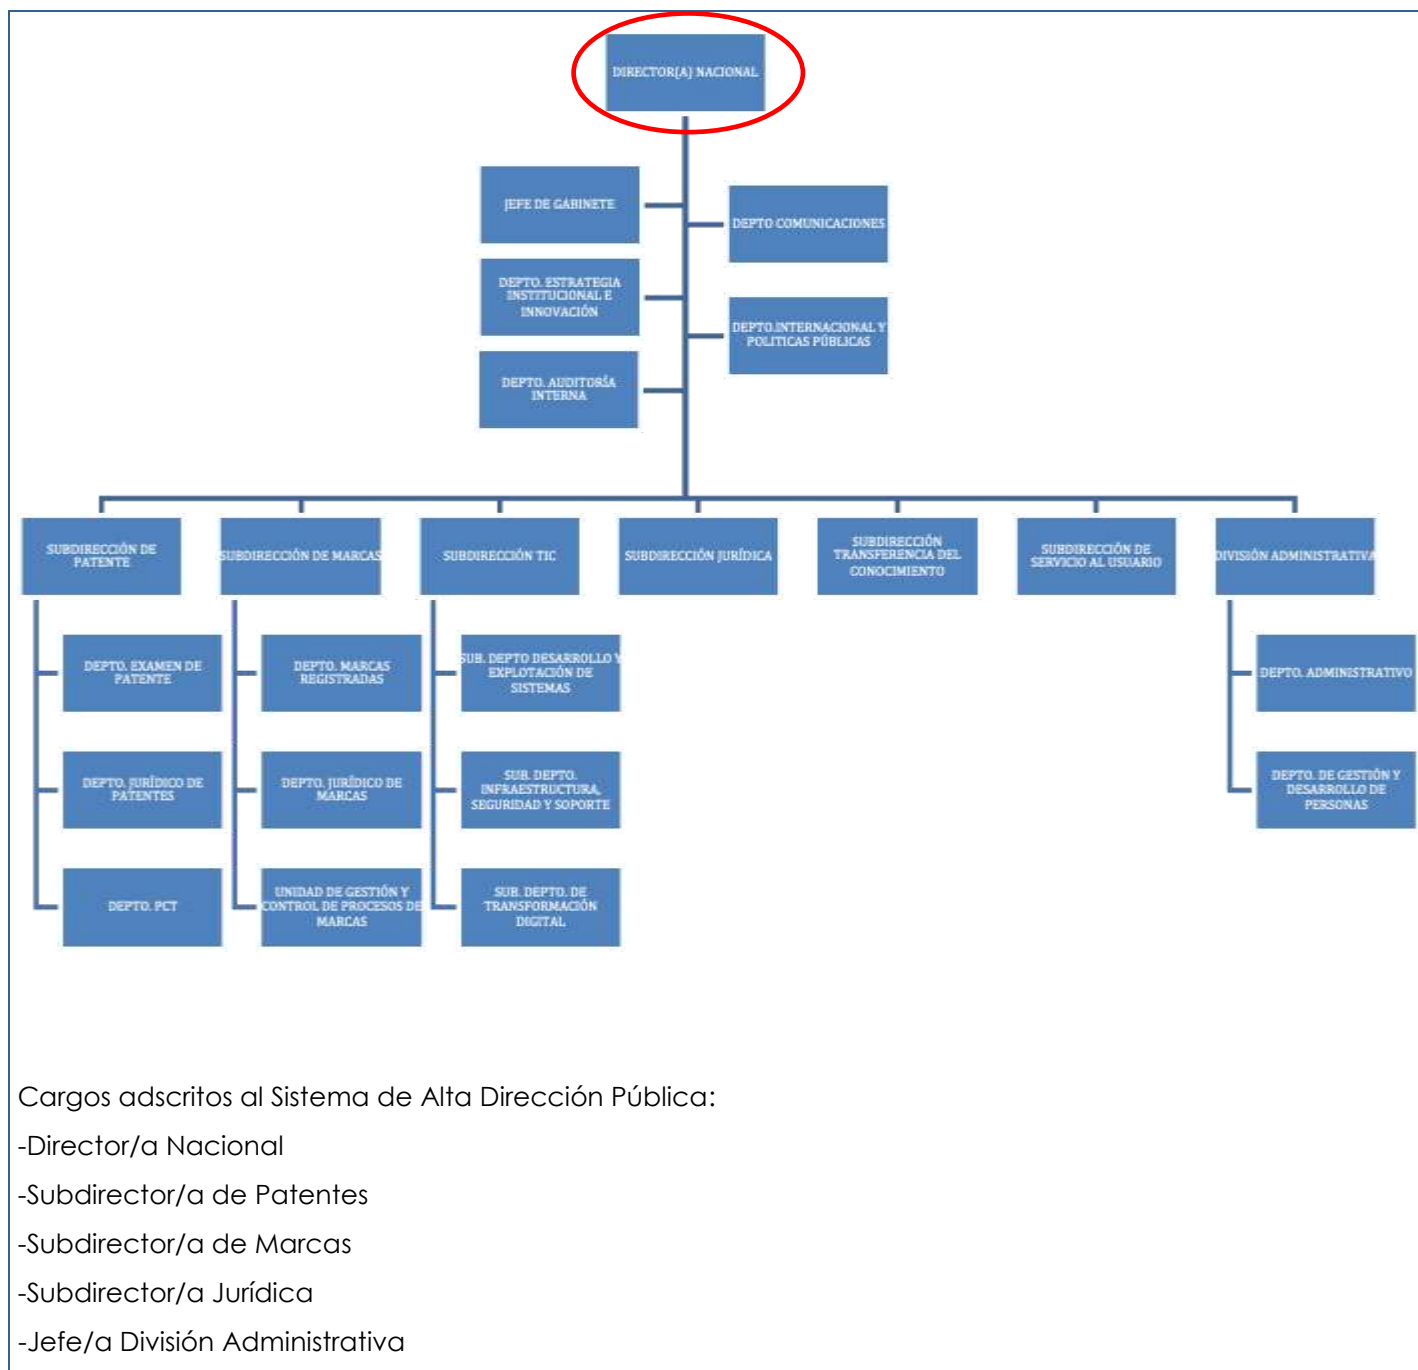 DIRECTOR(A) NACIONAL
JEFE DE GABINETE
DEPTO COMUNICACIONES
DEPTO. ESTRATEGIA
INSTITUCIONAL E
INNOVACIÓN
DEPTO.INTERNACIONAL Y
POLITICAS PÚBLICAS
DEPTO. AUDITORÍA
INTERNA
SUBDIRECCIÓN DE
PATENTE
SUBDIRECCIÓN DE MARCAS
SUBDIRECCIÓN TIC
SUBDIRECCIÓN JURÍDICA
SUBDIRECCIÓN
TRANSFERENCIA DEL
CONOCIMIENTO
SUBDIRECCIÓN DE
SERVICIO AL USUARIO
DIVISIÓN ADMINISTRATIVA
DEPTO. EXAMEN DE
PATENTE
DEPTO. MARCAS
REGISTRADAS
SUB. DEPTO DESARROLLO Y
EXPLOTACIÓN DE
SISTEMAS
DEPTO. ADMINISTRATIVO
DEPTO. JURÍDICO DE
PATENTES
DEPTO. JURÍDICO DE
MARCAS
SUB. DEPTO.
INFRAESTRUCTURA,
SEGURIDAD Y SOPORTE
DEPTO. DE GESTIÓN Y
DESARROLLO DE
PERSONAS
DEPTO. PCT
UNIDAD DE GESTIÓN Y
CONTROL DE PROCESOS DE
MARCAS
SUB. DEPTO. DE
TRANSFORMACIÓN
DIGITAL
Cargos adscritos al Sistema de Alta Dirección Pública:
-Director/a Nacional
-Subdirector/a de Patentes
-Subdirector/a de Marcas
-Subdirector/a Jurídica
-Jefe/a División Administrativa